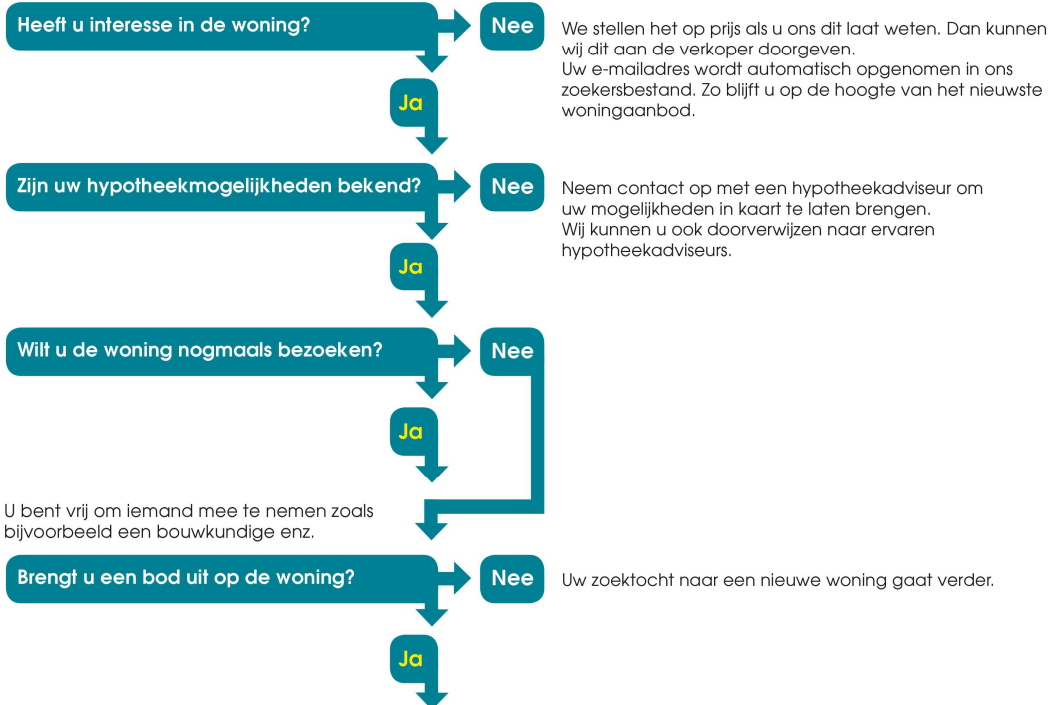 Heeft u interesse in de woning?
Nee
We stellen het op prijs als u ons dit laat weten. Dan kunnen
wij dit aan de verkoper doorgeven.
Uw e-mailadres wordt automatisch opgenomen in ons
zoekersbestand. Zo blijft u op de hoogte van het nieuwste
woningaanbod.
Ja
Zijn uw hypotheekmogelijkheden bekend?
Nee
Neem contact op met een hypotheekadviseur om
uw mogelijkheden in kaart te laten brengen.
Wij kunnen u ook doorverwijzen naar ervaren
hypotheekadviseurs.
Ja
Wilt u de woning nogmaals bezoeken?
Nee
Ja
U bent vrij om iemand mee te nemen zoals
bijvoorbeeld een bouwkundige enz.
Brengt u een bod uit op de woning?
Nee
Uw zoektocht naar een nieuwe woning gaat verder.
Ja